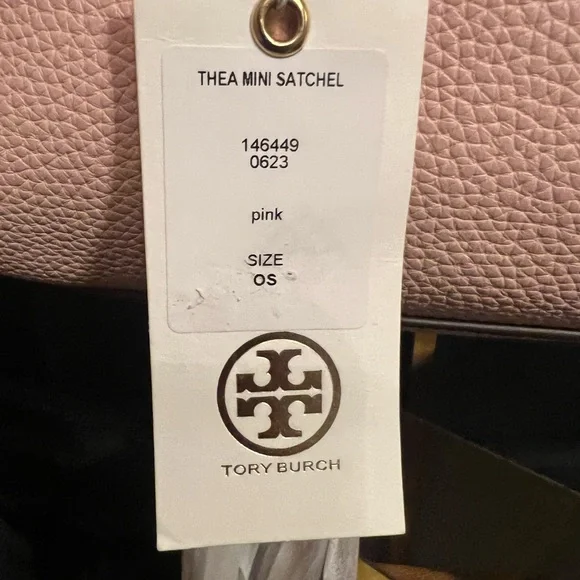 THEA MINI SATCHEL
146449
0623
pink
SIZE
OS
TORY BURCH